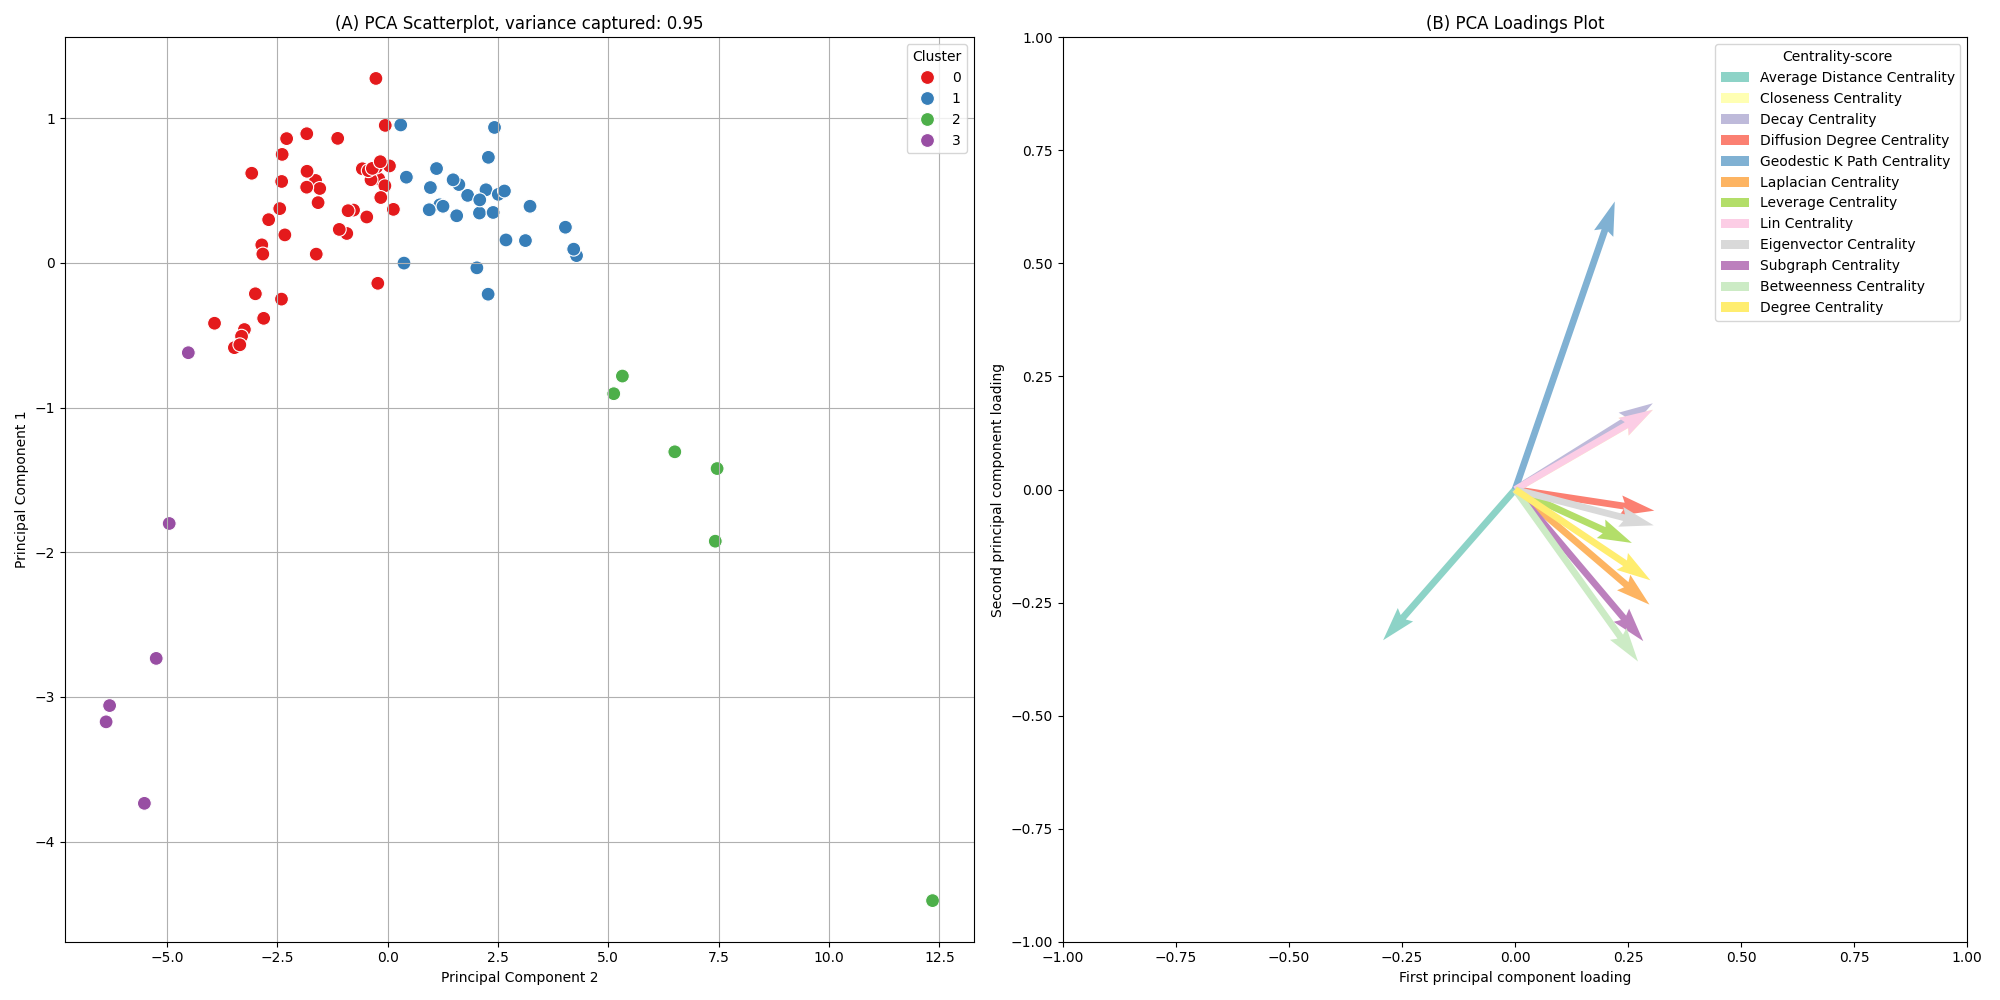 (A) PCA Scatterplot, variance captured: 0.95
Cluster
0
1
2
3
1
0
−1
−2
−3
−4
Principal Component 1
−5.0
−2.5
0.0
2.5
5.0
7.5
10.0
12.5
Principal Component 2
(B) PCA Loadings Plot
Centrality-score
Average Distance Centrality
Closeness Centrality
Decay Centrality
Diffusion Degree Centrality
Geodestic K Path Centrality
Laplacian Centrality
Leverage Centrality
Lin Centrality
Eigenvector Centrality
Subgraph Centrality
Betweenness Centrality
Degree Centrality
1.00
0.75
0.50
0.25
0.00
−0.25
−0.50
−0.75
−1.00
Second principal component loading
−1.00
−0.75
−0.50
−0.25
0.00
0.25
0.50
0.75
1.00
First principal component loading